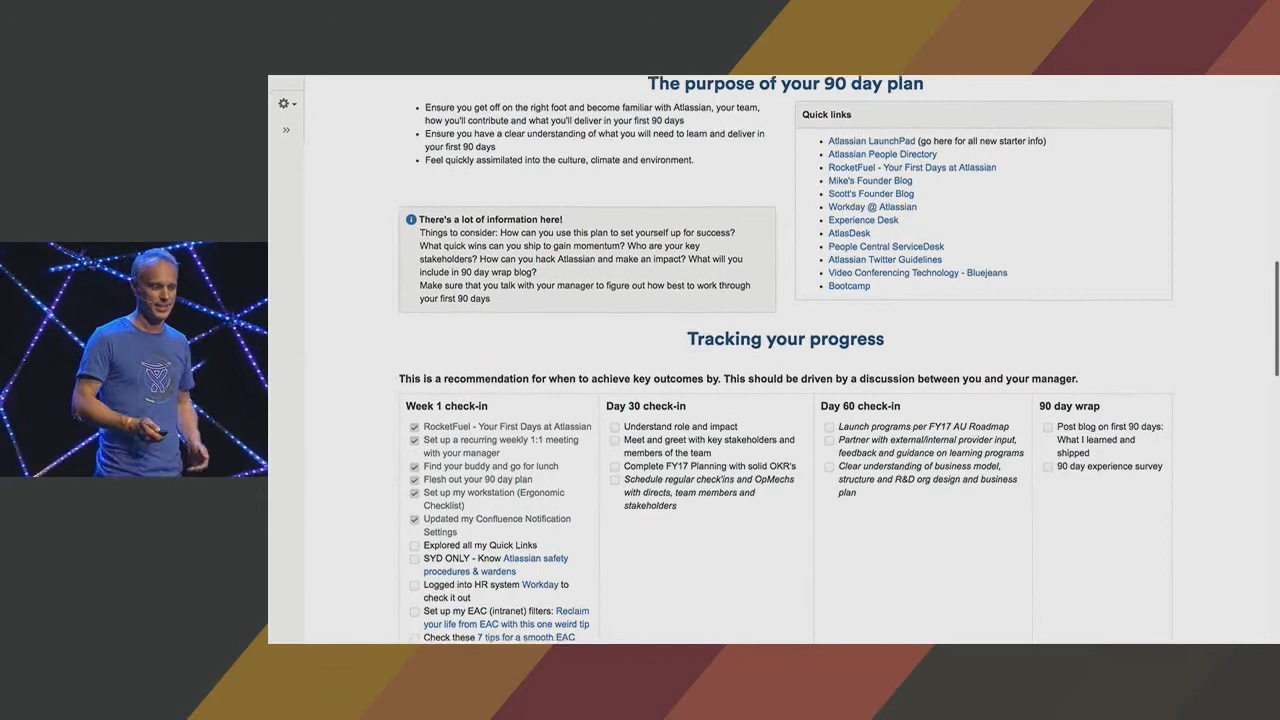 The purpose of your 90 day plan
Ensure you get off on the right foot and become familiar with Atlassian, your team,
how you'll contribute and what you'll deliver in your first 90 days
Ensure you have a clear understanding of what you will need to learn and deliver in
your first 90 days
Feel quickly assimilated into the culture, climate and environment.
There's a lot of information here!
Things to consider: How can you use this plan to set yourself up for success?
What quick wins can you ship to gain momentum? Who are your key
stakeholders? How can you hack Atlassian and make an impact? What will you
include in 90 day wrap blog?
Make sure that you talk with your manager to figure out how best to work through
your first 90 days
Quick links
Atlassian LaunchPad (go here for all new starter info)
Atlassian People Directory
RocketFuel - Your First Days at Atlassian
Mike's Founder Blog
Scott's Founder Blog
Workday @ Atlassian
Experience Desk
AtlasDesk
People Central ServiceDesk
Atlassian Twitter Guidelines
Video Conferencing Technology - Bluejeans
Bootcamp
Tracking your progress
This is a recommendation for when to achieve key outcomes by. This should be driven by a discussion between you and your manager.
Week 1 check-in
RocketFuel - Your First Days at Atlassian
Set up a recurring weekly 1:1 meeting
with your manager
Find your buddy and go for lunch
Flesh out your 90 day plan
Set up my workstation (Ergonomic
Checklist)
Updated my Confluence Notification
Settings
Explored all my Quick Links
SYD ONLY - Know Atlassian safety
procedures & wardens
Logged into HR system Workday to
check it out
Set up my EAC (intranet) filters: Reclaim
your life from EAC with this one weird tip
Check these 7 tips for a smooth EAC
Day 30 check-in
Understand role and impact
Meet and greet with key stakeholders and
members of the team
Complete FY17 Planning with solid OKR's
Schedule regular check'ins and OpMechs
with directs, team members and
stakeholders
Day 60 check-in
Launch programs per FY17 AU Roadmap
Partner with external/internal provider input,
feedback and guidance on learning programs
Clear understanding of business model,
structure and R&D org design and business
plan
90 day wrap
Post blog on first 90 days:
What I learned and
shipped
90 day experience survey